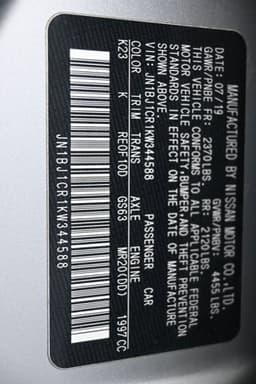 MANUFACTURED BY NISSAN MOTOR CO.,LTD.
DATE: 07/19 GVWR/PNBV: 4455 LBS.
GAWR/PNBE FR: 2370 LBS. RR: 2120 LBS.
THIS VEHICLE CONFORMS TO ALL APPLICABLE FEDERAL
MOTOR VEHICLE SAFETY,BUMPER,AND THEFT PREVENTION
STANDARDS IN EFFECT ON THE DATE OF MANUFACTURE
SHOWN ABOVE.
VIN: JN1BJ1CR1KW344588 PASSENGER CAR
COLOR TRIM TRANS AXLE ENGINE
K23 K RE0F10D GS63 MR20(DD) 1997 CC
JN1BJ1CR1KW344588